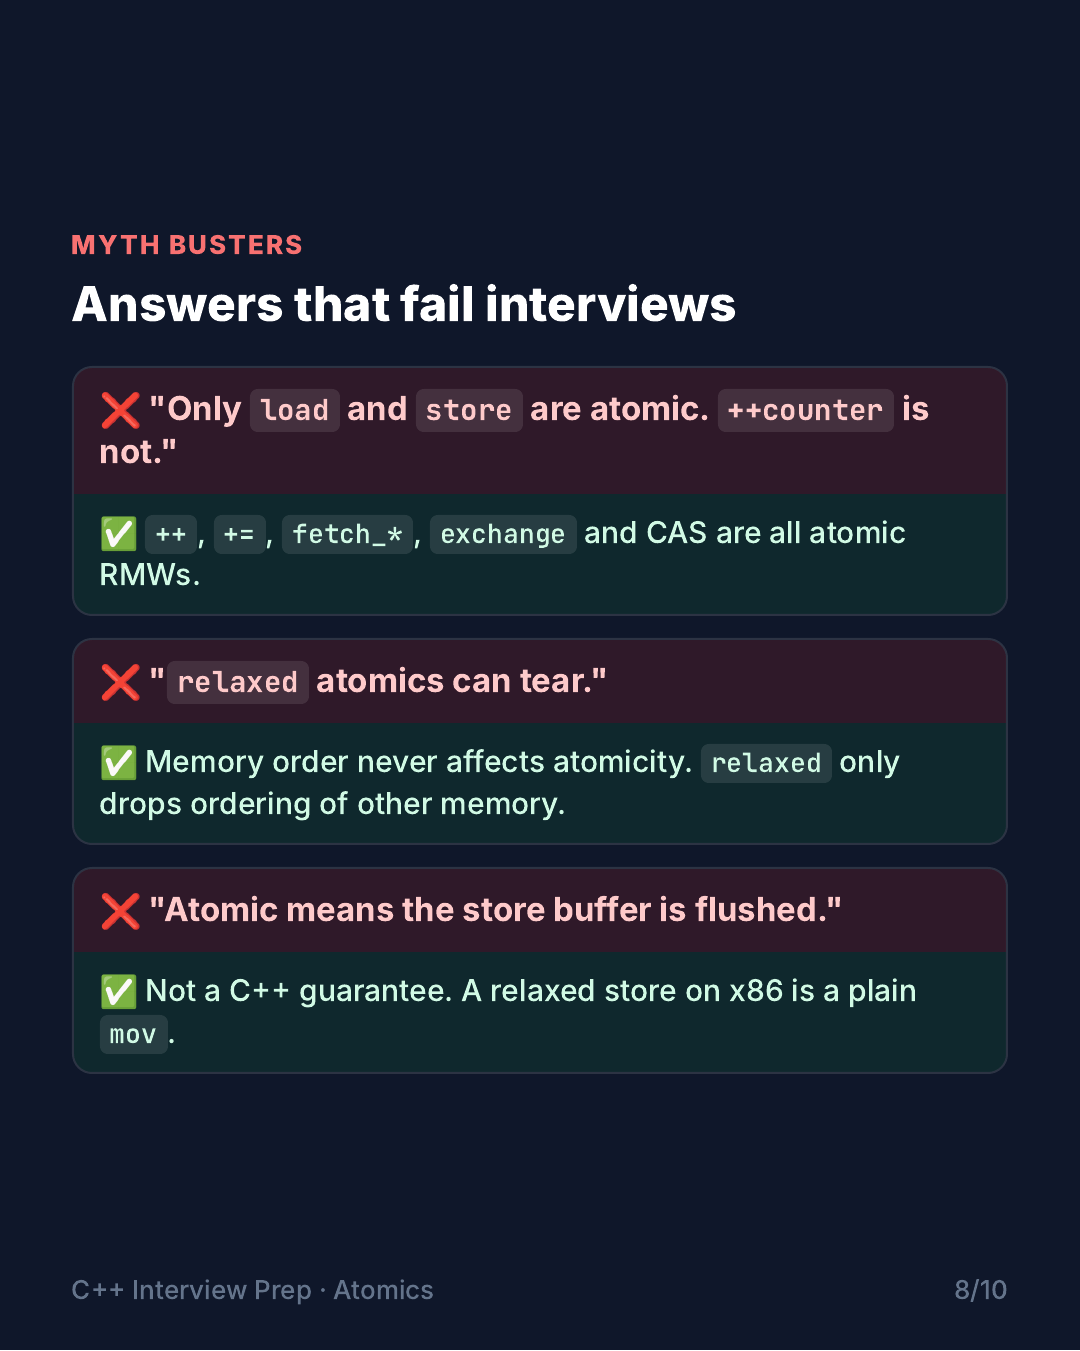 MYTH BUSTERS
Answers that fail interviews
❌ "Only load and store are atomic. ++counter is
not."
✅ ++, +=, fetch_*, exchange and CAS are all atomic
RMWs.
❌ "relaxed atomics can tear."
✅ Memory order never affects atomicity. relaxed only
drops ordering of other memory.
❌ "Atomic means the store buffer is flushed."
✅ Not a C++ guarantee. A relaxed store on x86 is a plain
mov.
C++ Interview Prep · Atomics
8/10